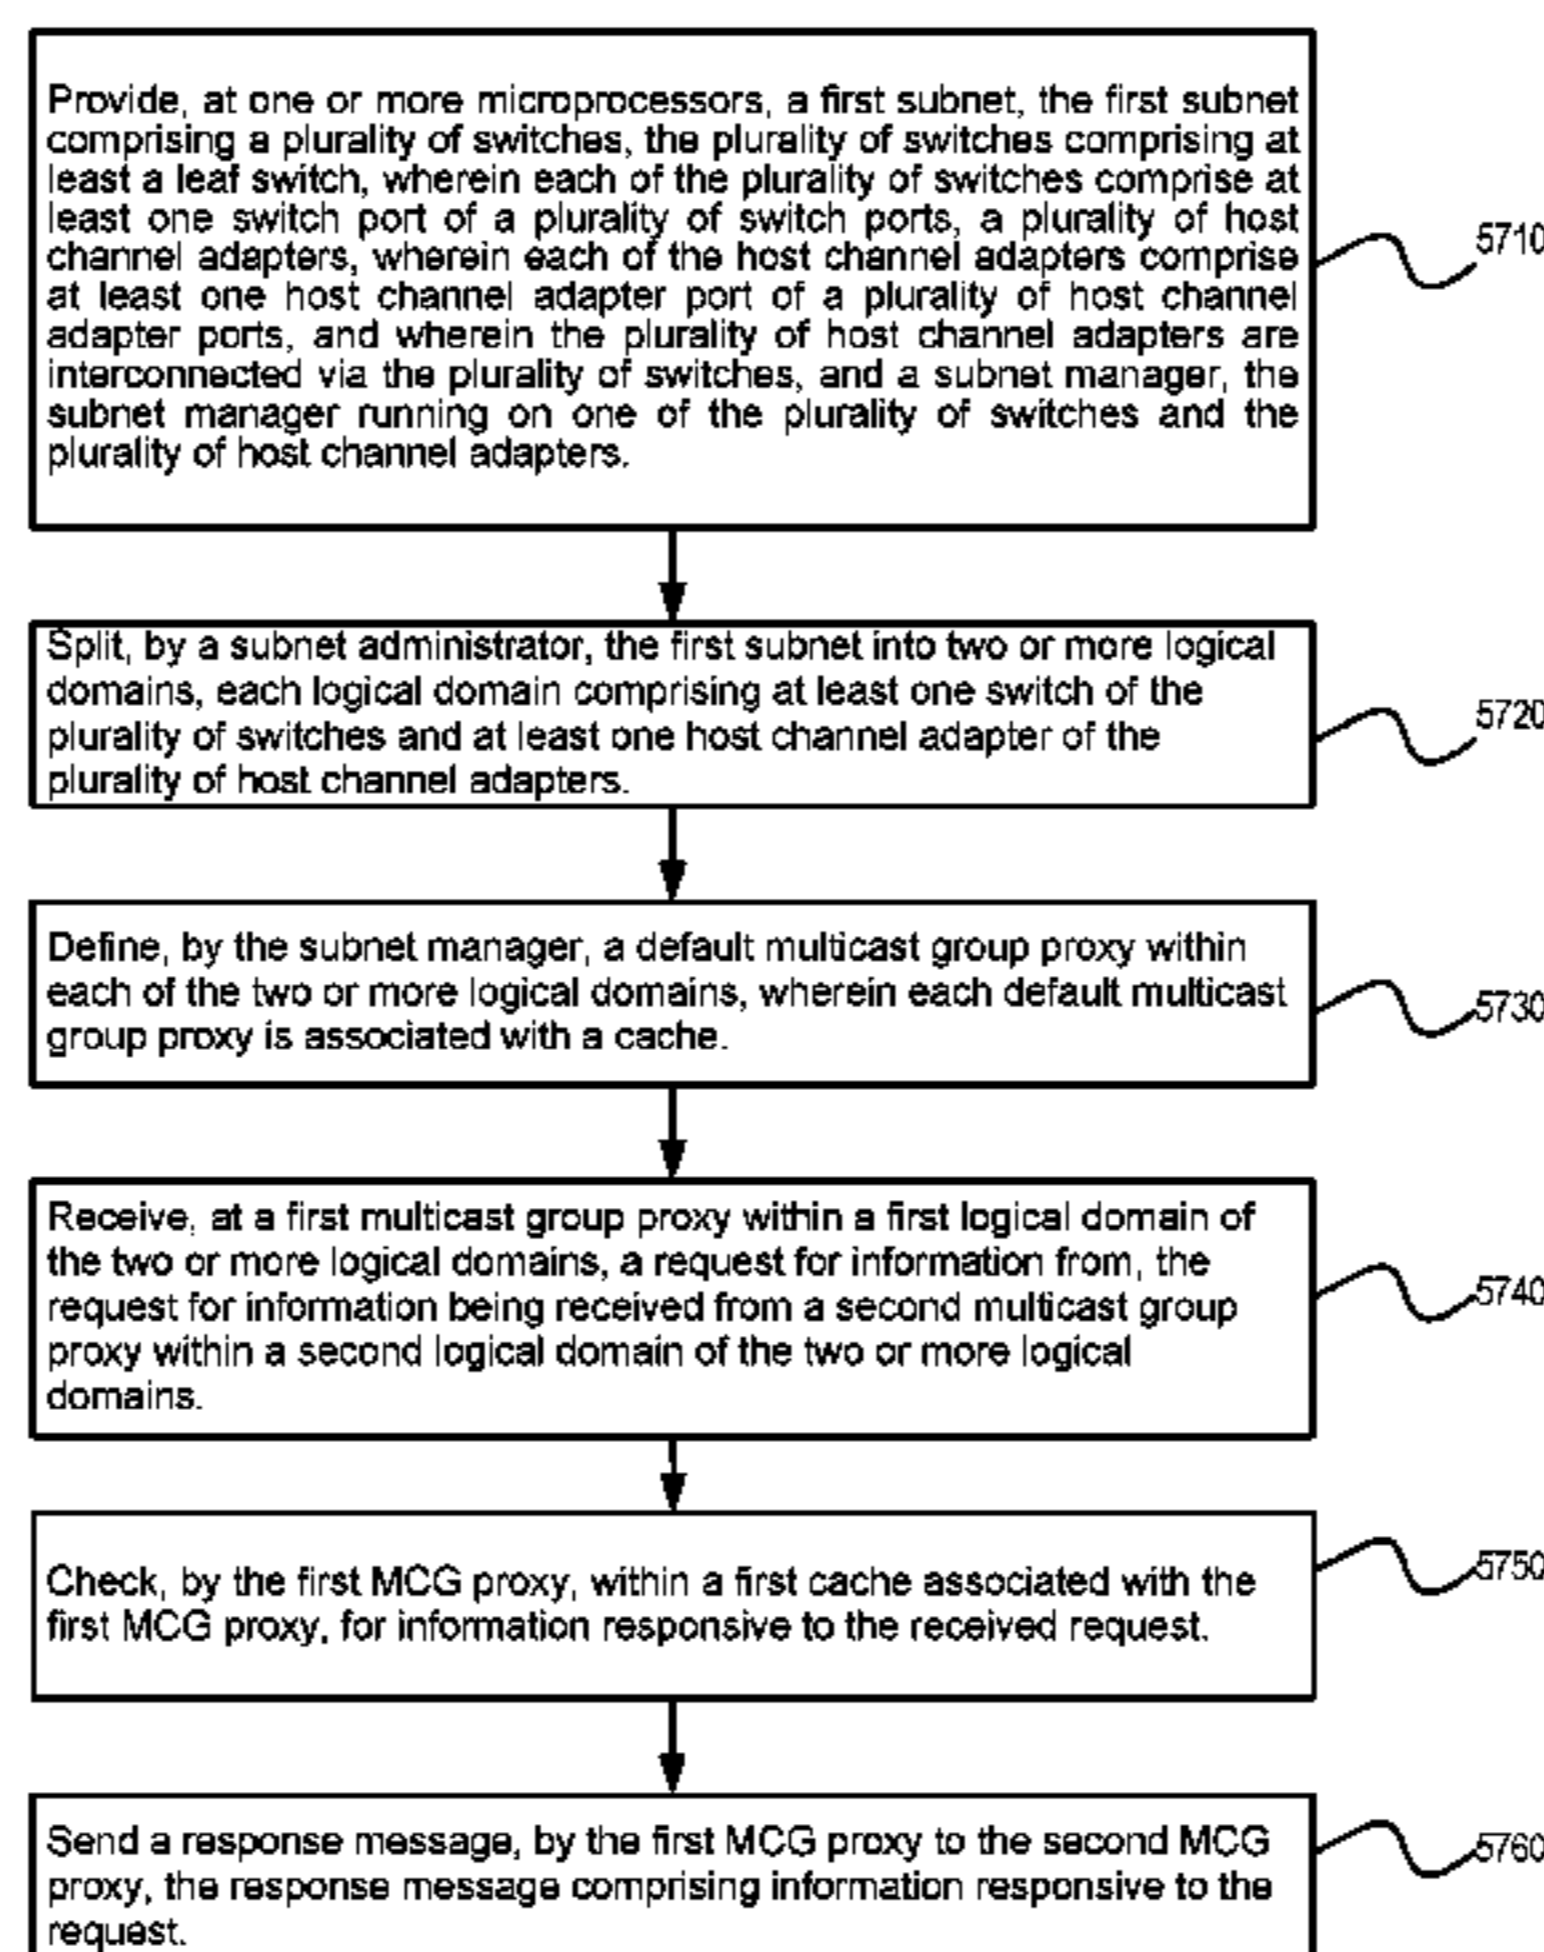 Provide, at one or more microprocessors, a first subnet, the first subnet
comprising a plurality of switches, the plurality of switches comprising at
least a leaf switch, wherein each of the plurality of switches comprise at
least one switch port of a plurality of switch ports, a plurality of host
channel adapters, wherein each of the host channel adapters comprise
at least one host channel adapter port of a plurality of host channel
adapter ports, and wherein the plurality of host channel adapters are
interconnected via the plurality of switches, and a subnet manager, the
subnet manager running on one of the plurality of switches and the
plurality of host channel adapters.
5710
Split, by a subnet administrator, the first subnet into two or more logical
domains, each logical domain comprising at least one switch of the
plurality of switches and at least one host channel adapter of the
plurality of host channel adapters.
5720
Define, by the subnet manager, a default multicast group proxy within
each of the two or more logical domains, wherein each default multicast
group proxy is associated with a cache.
5730
Receive, at a first multicast group proxy within a first logical domain of
the two or more logical domains, a request for information from, the
request for information being received from a second multicast group
proxy within a second logical domain of the two or more logical
domains.
5740
Check, by the first MCG proxy, within a first cache associated with the
first MCG proxy, for information responsive to the received request.
5750
Send a response message, by the first MCG proxy to the second MCG
proxy, the response message comprising information responsive to the
request.
5760